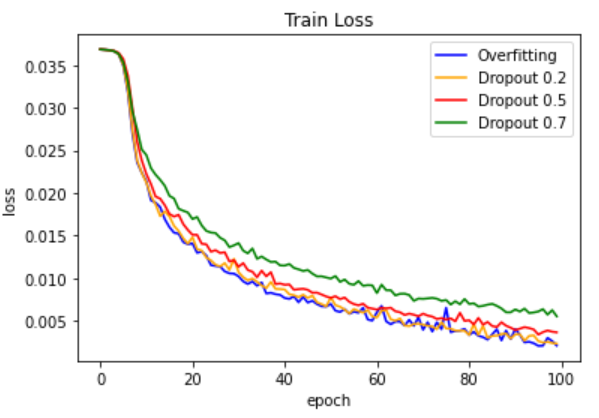 Train Loss
Overfitting
Dropout 0.2
Dropout 0.5
Dropout 0.7
loss
0.035
0.030
0.025
0.020
0.015
0.010
0.005
0 20 40 60 80 100
epoch